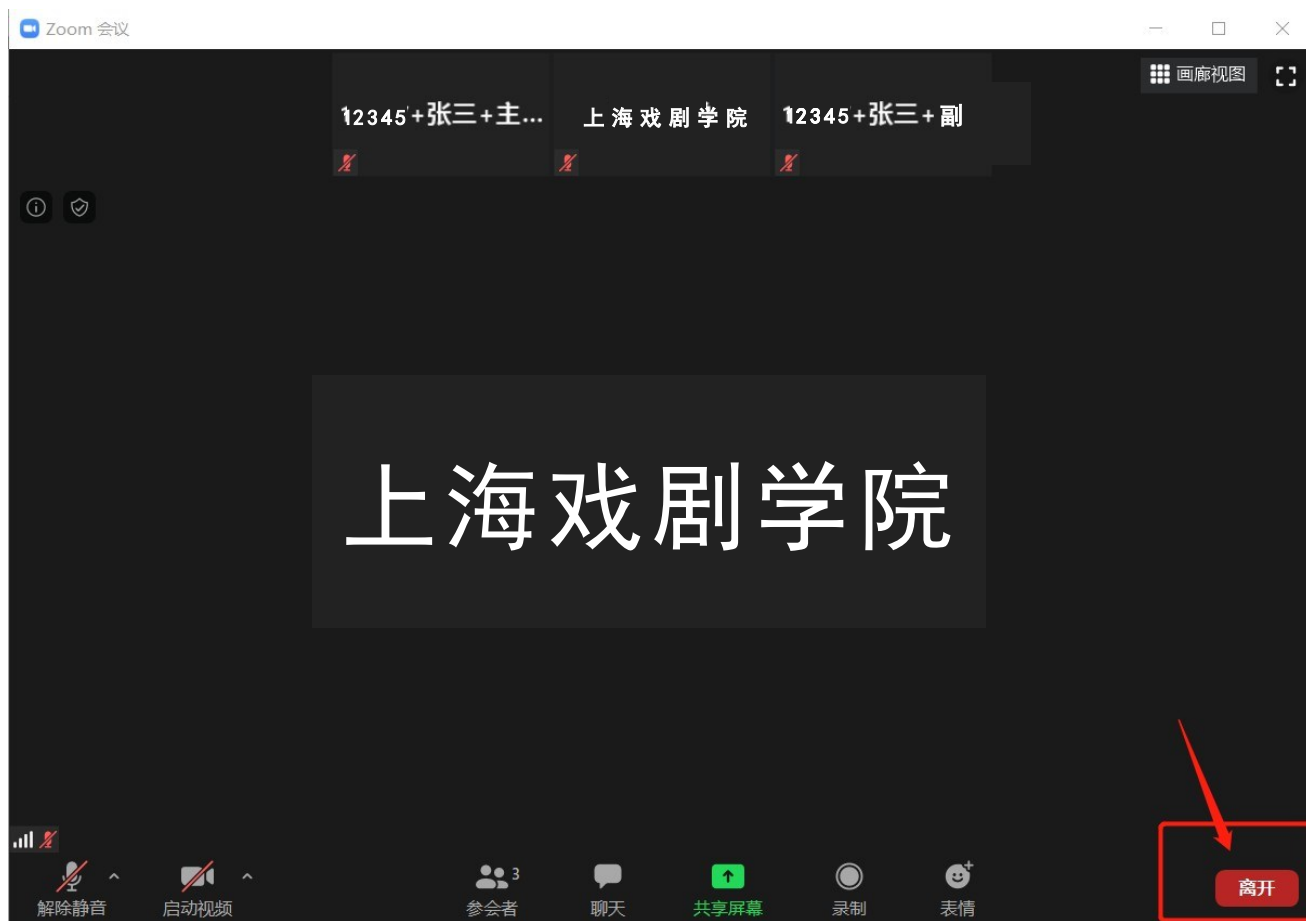 Zoom 会议
画廊视图
12345+张三+主...
上海戏剧学院
12345+张三+副
上海戏剧学院
3
解除静音
启动视频
参会者
聊天
共享屏幕
录制
表情
离开